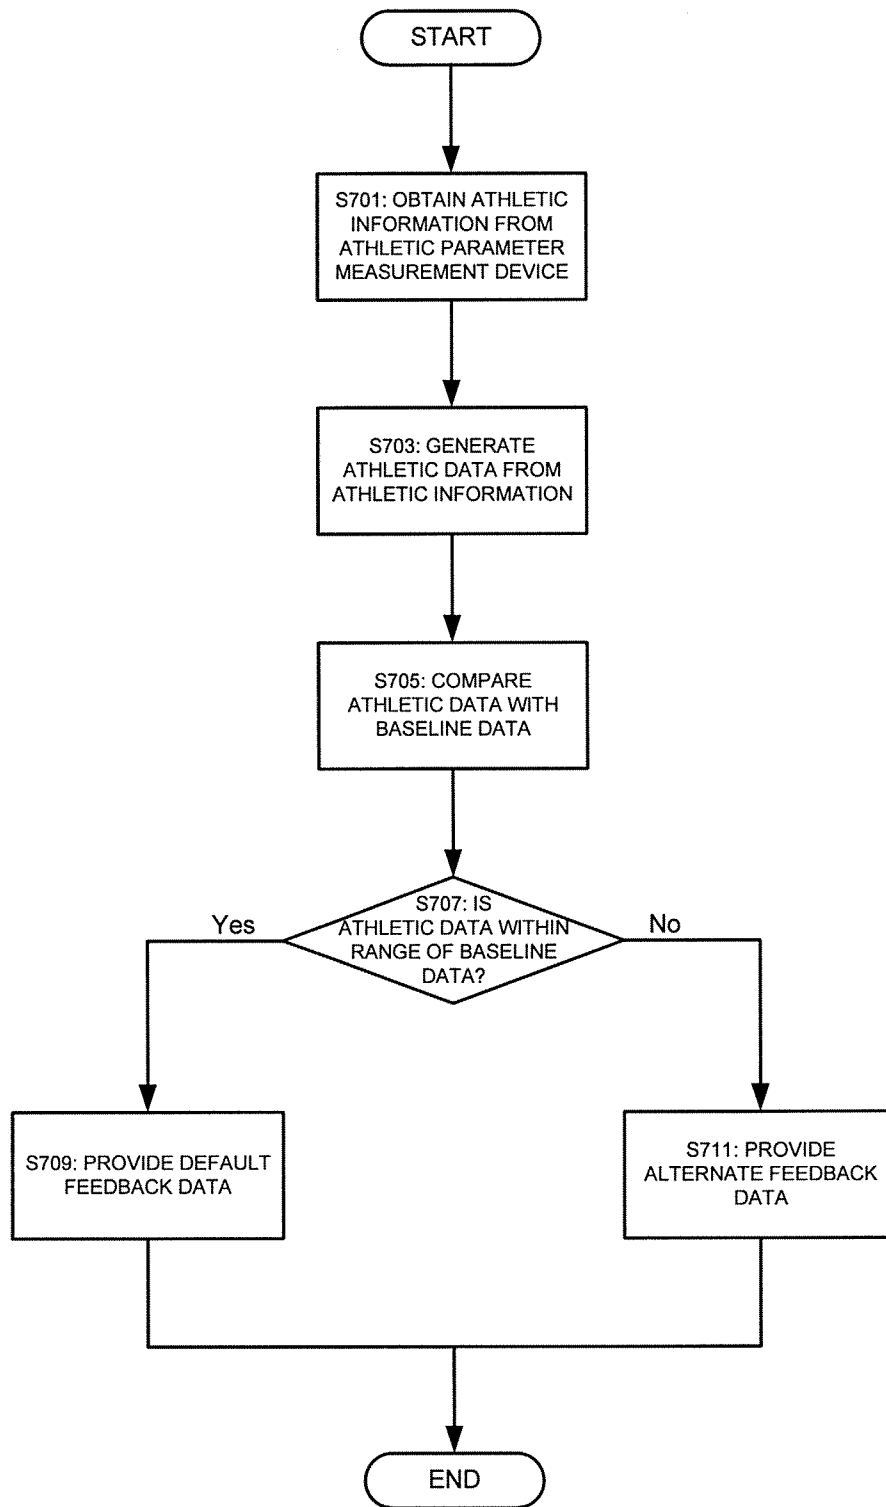 START
S701: OBTAIN ATHLETIC
INFORMATION FROM
ATHLETIC PARAMETER
MEASUREMENT DEVICE
S703: GENERATE
ATHLETIC DATA FROM
ATHLETIC INFORMATION
S705: COMPARE
ATHLETIC DATA WITH
BASELINE DATA
S707: IS
ATHLETIC DATA WITHIN
RANGE OF BASELINE
DATA?
Yes
No
S709: PROVIDE DEFAULT
FEEDBACK DATA
S711: PROVIDE
ALTERNATE FEEDBACK
DATA
END